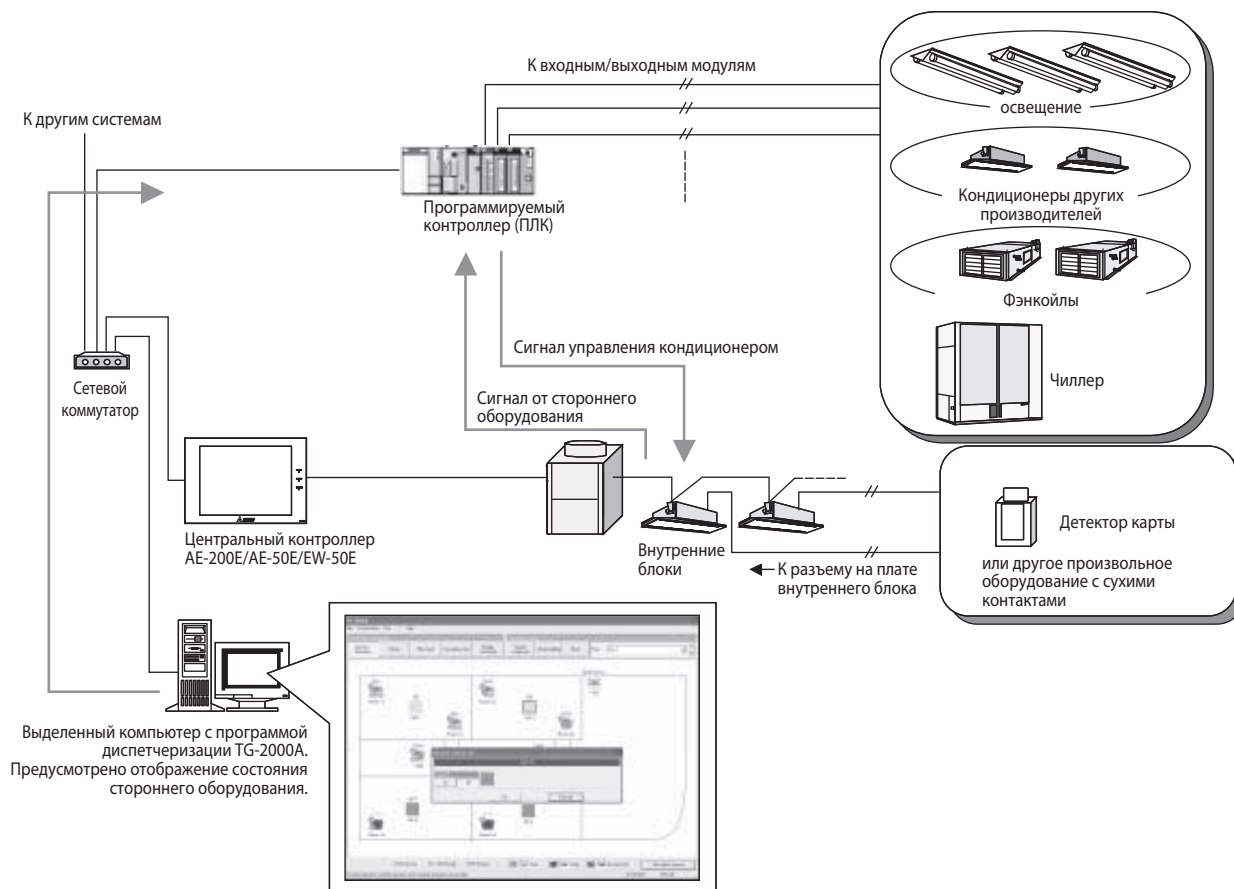 К входным/выходным модулям
освещение
К другим системам
Программируемый
контроллер (ПЛК)
Кондиционеры других
производителей
Фэнкойлы
Сигнал управления кондиционером
Чиллер
Сетевой
коммутатор
Сигнал от стороннего
оборудования
Центральный контроллер
AE-200E/AE-50E/EW-50E
Внутренние
блоки
К разъему на плате
внутреннего блока
Детектор карты
или другое произвольное
оборудование с сухими
контактами
Выделенный компьютер с программой
диспетчеризации TG-2000A.
Предусмотрено отображение состояния
стороннего оборудования.